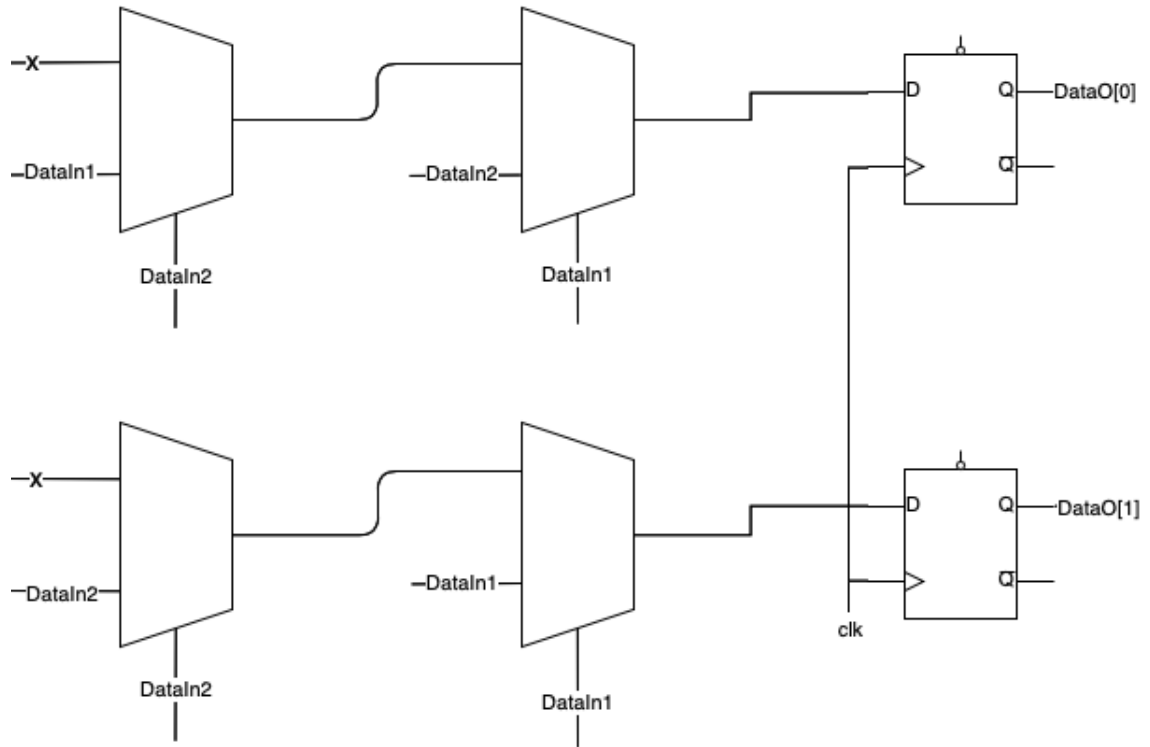 X
D Q DataO[0]
DataIn1
DataIn2
Q
DataIn2
DataIn1
X
D Q DataO[1]
DataIn2
DataIn1
Q
clk
DataIn2
DataIn1